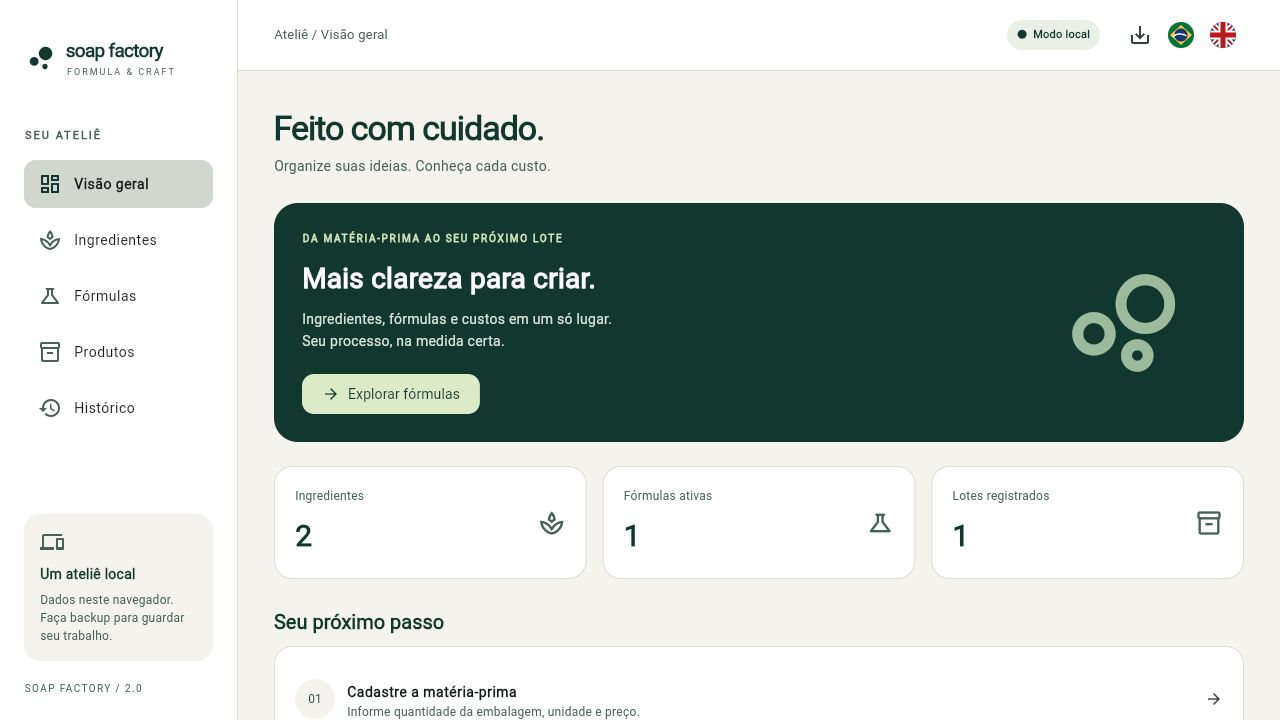 soap factory
FORMULA & CRAFT
SEU ATELIÊ
Visão geral
Ingredientes
Fórmulas
Produtos
Histórico
Um ateliê local
Dados neste navegador.
Faça backup para guardar
seu trabalho.
SOAP FACTORY / 2.0
Ateliê / Visão geral
Modo local
Feito com cuidado.
Organize suas ideias. Conheça cada custo.
DA MATÉRIA-PRIMA AO SEU PRÓXIMO LOTE
Mais clareza para criar.
Ingredientes, fórmulas e custos em um só lugar.
Seu processo, na medida certa.
Explorar fórmulas
Ingredientes
2
Fórmulas ativas
1
Lotes registrados
1
Seu próximo passo
01
Cadastre a matéria-prima
Informe quantidade da embalagem, unidade e preço.